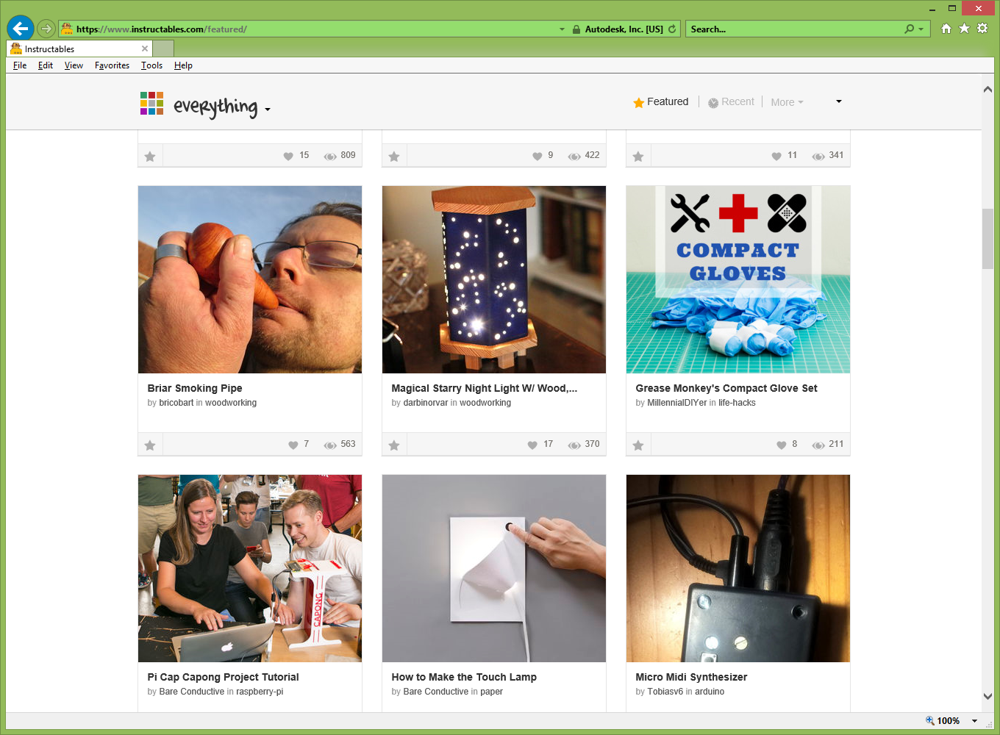 https://www.instructables.com/featured/
Autodesk, Inc. [US]
Search...
Instructables
File Edit View Favorites Tools Help
everything
Featured Recent More
15 809
9 422
11 341
COMPACT
GLOVES
Briar Smoking Pipe
by bricobart in woodworking
Magical Starry Night Light W/ Wood,...
by darbinorvar in woodworking
Grease Monkey's Compact Glove Set
by MillennialDIYer in life-hacks
7 563
17 370
8 211
CAPONG
Pi Cap Capong Project Tutorial
by Bare Conductive in raspberry-pi
How to Make the Touch Lamp
by Bare Conductive in paper
Micro Midi Synthesizer
by Tobiasv6 in arduino
100%